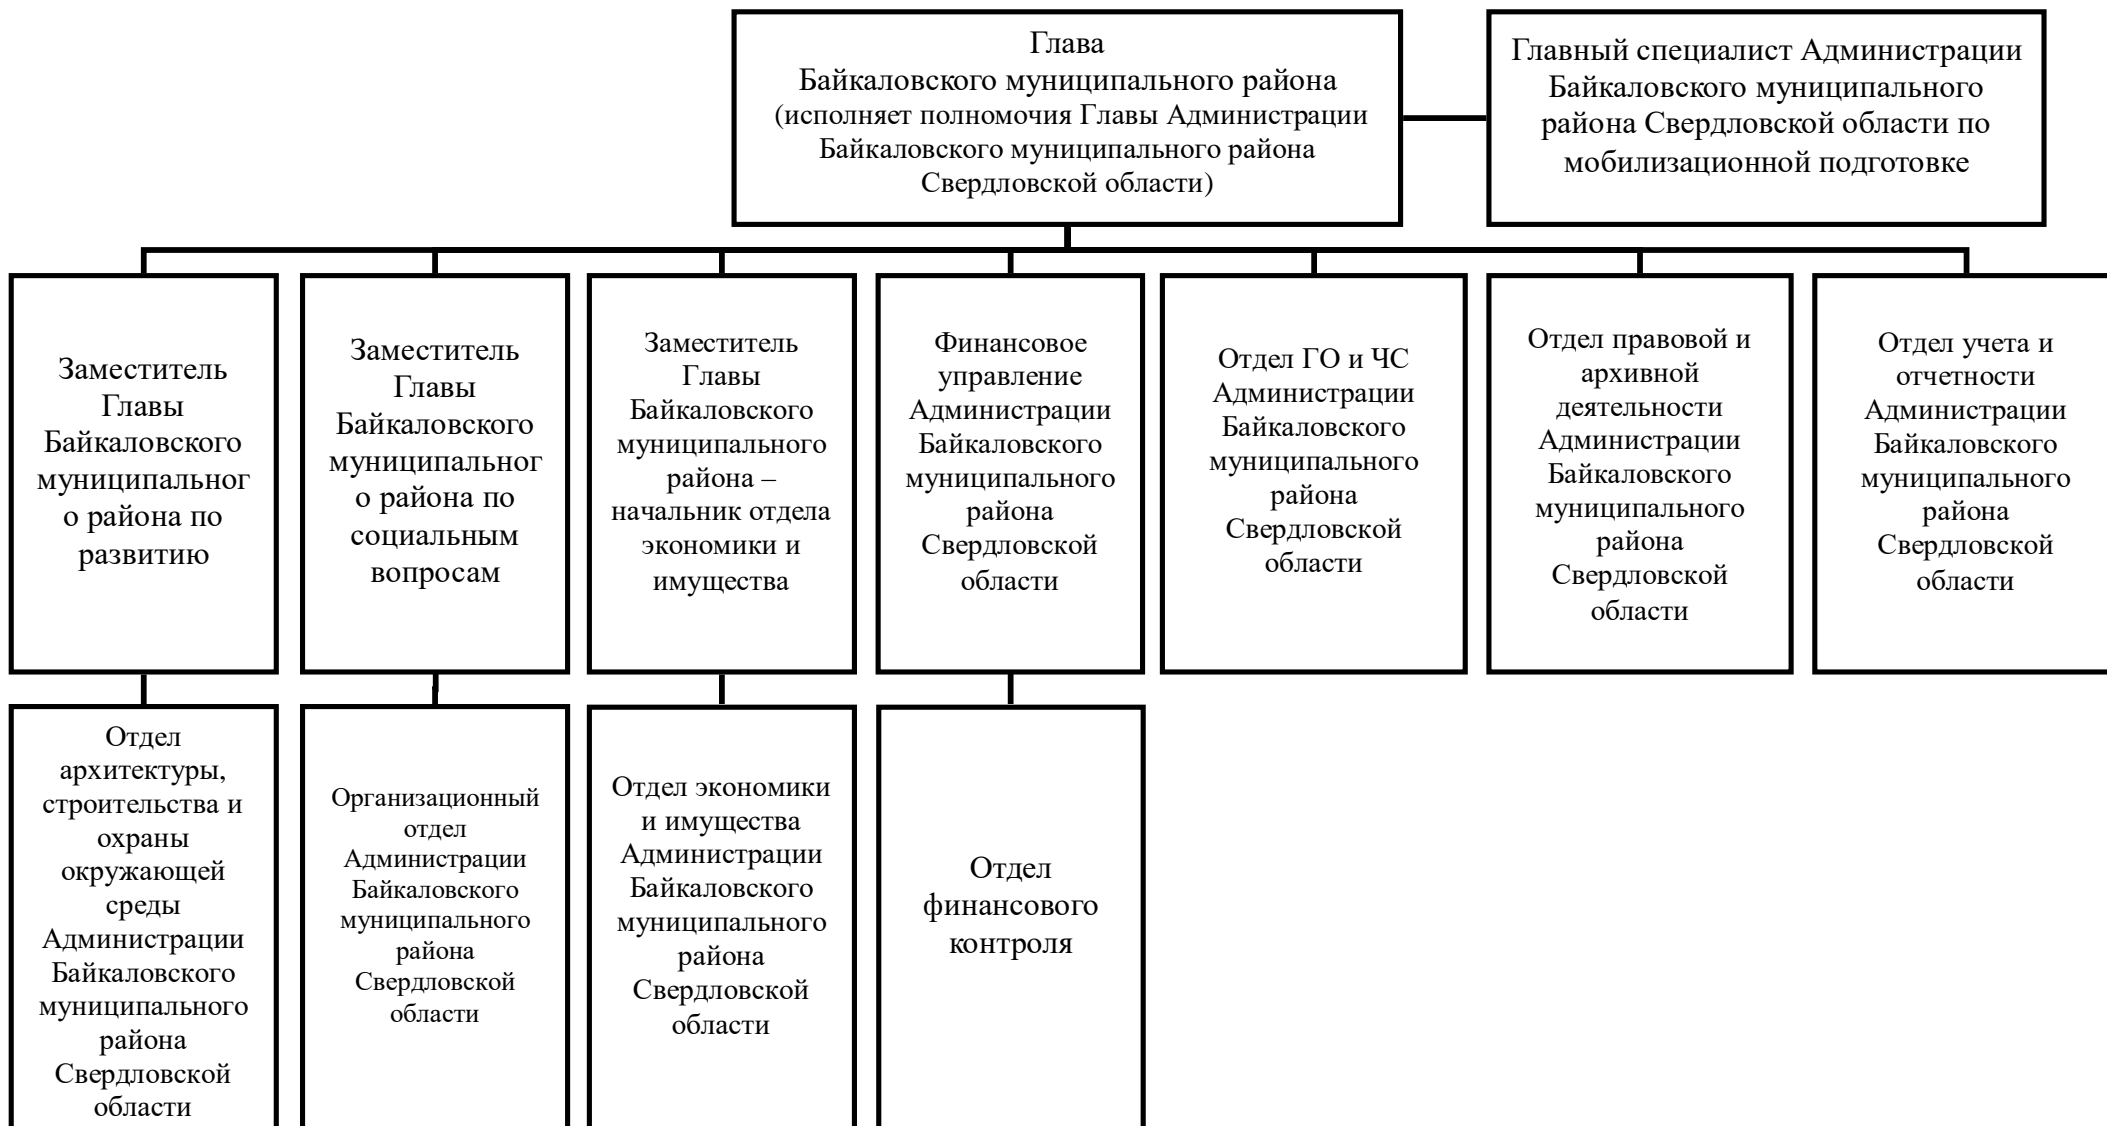 Глава
Байкаловского муниципального района
(исполняет полномочия Главы Администрации
Байкаловского муниципального района
Свердловской области)
Главный специалист Администрации
Байкаловского муниципального
района Свердловской области по
мобилизационной подготовке
Заместитель
Главы
Байкаловского
муниципальног
о района по
развитию
Заместитель
Главы
Байкаловского
муниципальног
о района по
социальным
вопросам
Заместитель
Главы
Байкаловского
муниципального
района –
начальник отдела
экономики и
имущества
Финансовое
управление
Администрации
Байкаловского
муниципального
района
Свердловской
области
Отдел ГО и ЧС
Администрации
Байкаловского
муниципального
района
Свердловской
области
Отдел правовой и
архивной
деятельности
Администрации
Байкаловского
муниципального
района
Свердловской
области
Отдел учета и
отчетности
Администрации
Байкаловского
муниципального
района
Свердловской
области
Отдел
архитектуры,
строительства и
охраны
окружающей
среды
Администрации
Байкаловского
муниципального
района
Свердловской
области
Организационный
отдел
Администрации
Байкаловского
муниципального
района
Свердловской
области
Отдел экономики
и имущества
Администрации
Байкаловского
муниципального
района
Свердловской
области
Отдел
финансового
контроля